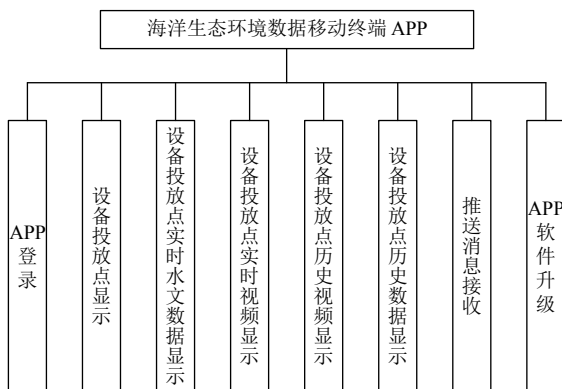 海洋生态环境数据移动终端 APP
APP登录
设备投放点显示
设备投放点实时水文数据显示
设备投放点实时视频显示
设备投放点历史视频显示
设备投放点历史数据显示
推送消息接收
APP软件升级